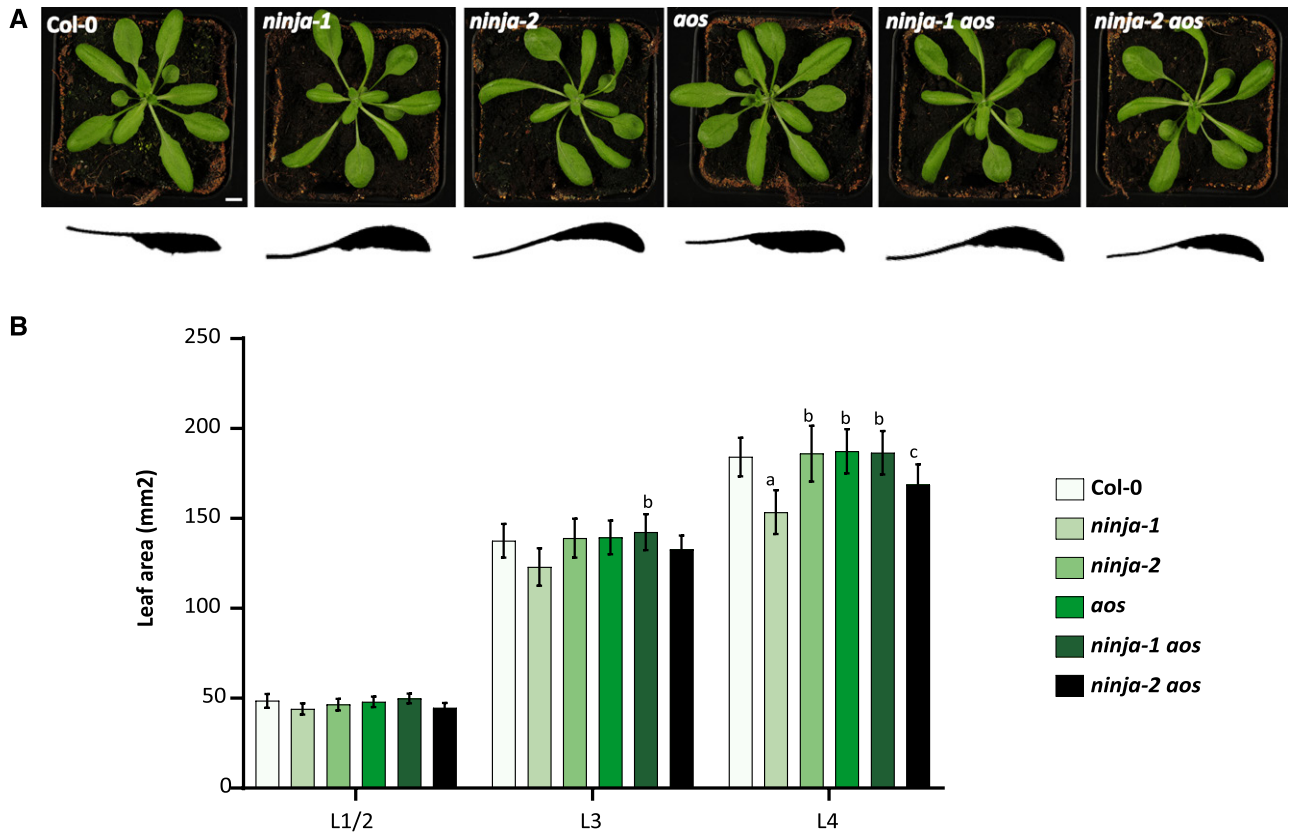 A
Col-0
ninja-1
ninja-2
aos
ninja-1 aos
ninja-2 aos
B
Leaf area (mm2)
250
200
150
100
50
0
b
a
b
b
b
c
L1/2
L3
L4
Col-0
ninja-1
ninja-2
aos
ninja-1 aos
ninja-2 aos